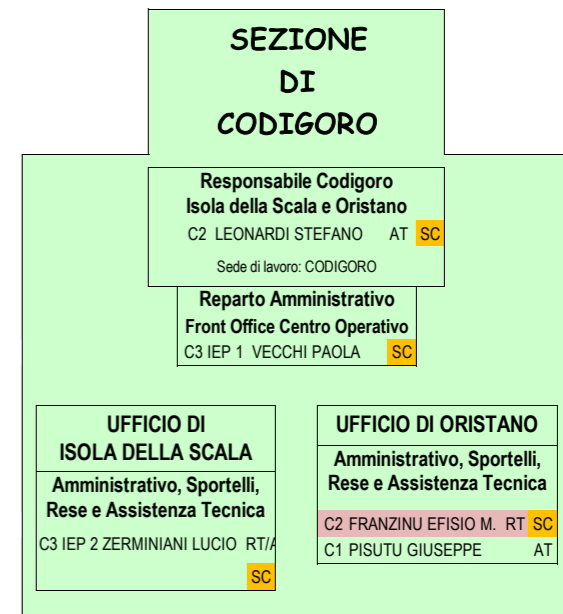 SEZIONE
DI
CODIGORO
Responsabile Codigoro
Isola della Scala e Oristano
C2 LEONARDI STEFANO AT SC
Sede di lavoro: CODIGORO
Reparto Amministrativo
Front Office Centro Operativo
C3 IEP 1 VECCHI PAOLA SC
UFFICIO DI
ISOLA DELLA SCALA
Amministrativo, Sportelli,
Rese e Assistenza Tecnica
C3 IEP 2 ZERMINIANI LUCIO RT/A
SC
UFFICIO DI ORISTANO
Amministrativo, Sportelli,
Rese e Assistenza Tecnica
C2 FRANZINU EFISIO M. RT SC
C1 PISUTU GIUSEPPE AT